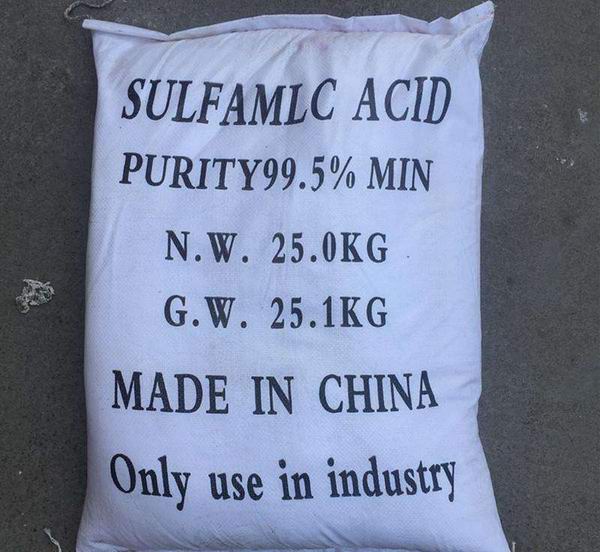 SULFAMLC ACID
PURITY99.5% MIN
N.W. 25.0KG
G.W. 25.1KG
MADE IN CHINA
Only use in industry